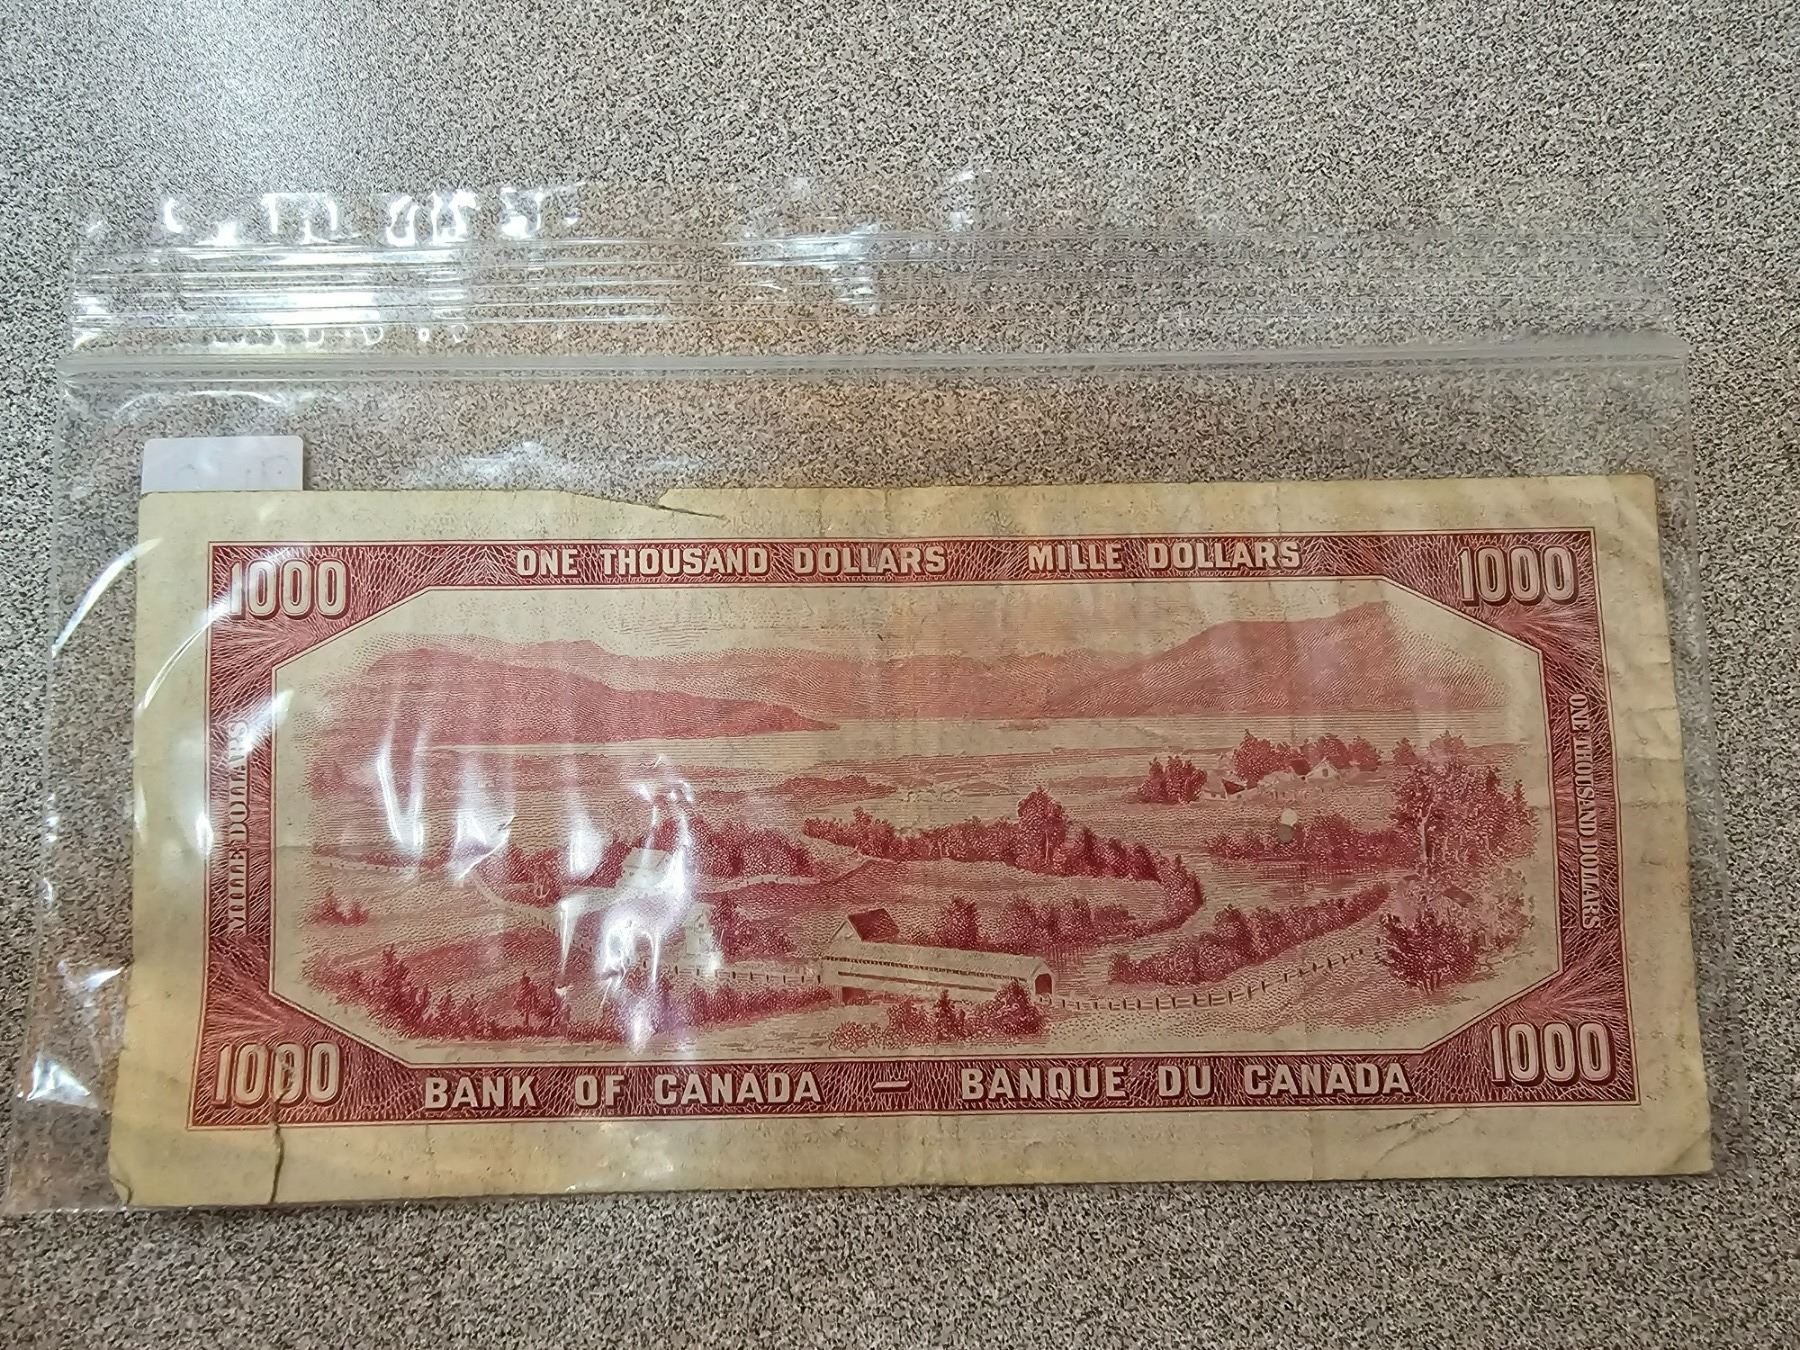 ONE THOUSAND DOLLARS MILLE DOLLARS
1000
1000
MILLE DOLLARS
ONE THOUSAND DOLLARS
1000
BANK OF CANADA — BANQUE DU CANADA
1000